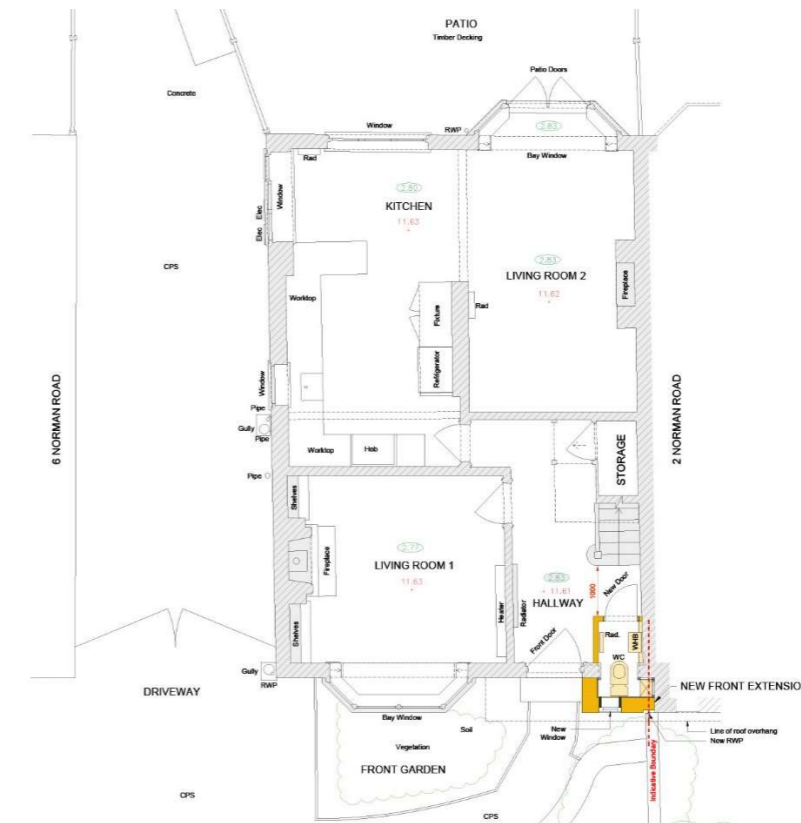 PATIO
Timber Decking
Patio Doors
Concrete
Window
RWP
2.63
Bay Window
Rad
Window
2.60
KITCHEN
11.63
Elec
Elec
CPS
2.63
LIVING ROOM 2
11.62
Fireplace
Worktop
Fixture
Rad
Refrigerator
Window
6 NORMAN ROAD
2 NORMAN ROAD
Pipe
Gully
Pipe
Worktop
Hob
STORAGE
Pipe
Shelves
2.77
LIVING ROOM 1
11.63
Fireplace
Heater
Radiator
2.63
11.61
HALLWAY
1000
New Door
Shelves
Front Door
Rad.
WHB
WC
Gully
RWP
DRIVEWAY
NEW FRONT EXTENSIO
Bay Window
Soil
New
Window
Line of roof overhang
New RWP
Vegetation
FRONT GARDEN
Indicative Boundary
CPS
CPS